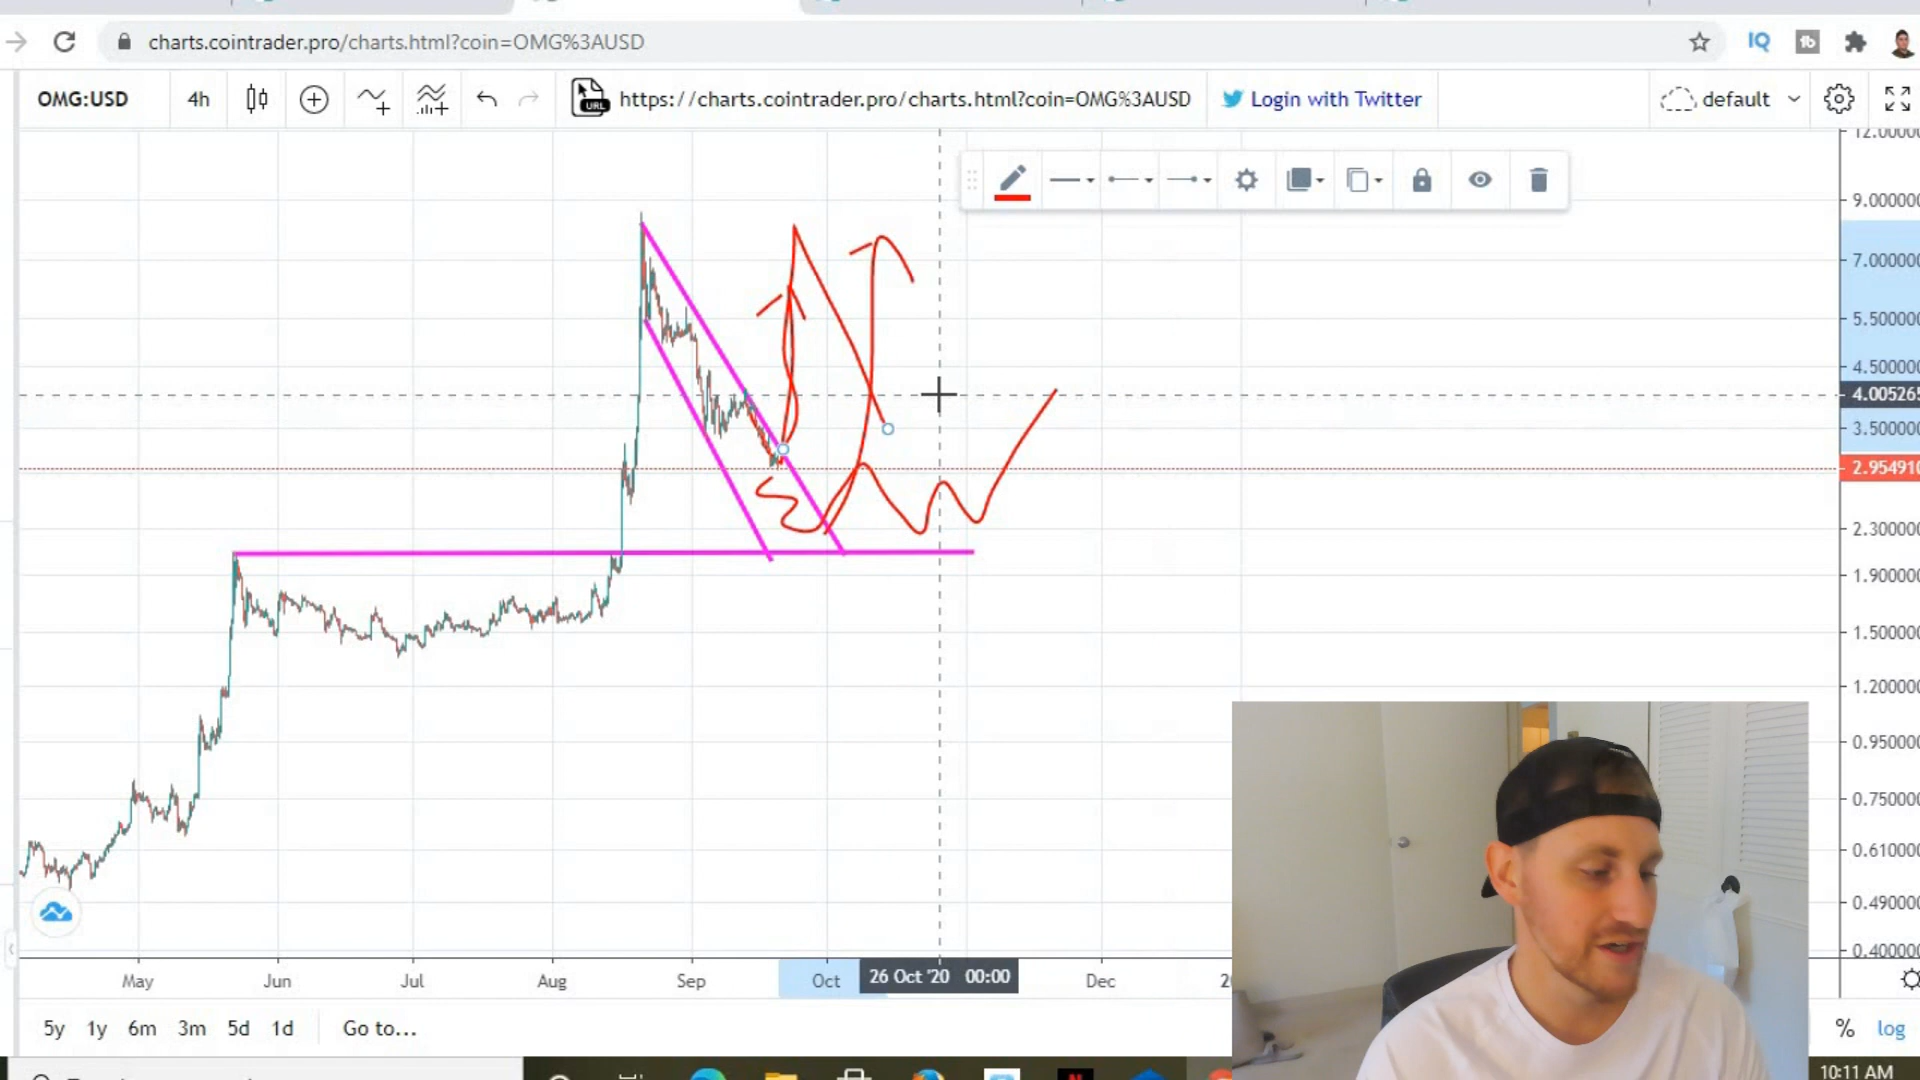 charts.cointrader.pro/charts.html?coin=OMG%3AUSD
IQ
tb
OMG:USD
4h
URL
https://charts.cointrader.pro/charts.html?coin=OMG%3AUSD
Login with Twitter
default
9.000000
7.000000
5.500000
4.500000
4.005265
3.500000
2.954910
2.300000
1.900000
1.500000
1.200000
0.950000
0.750000
0.610000
0.490000
0.400000
May
Jun
Jul
Aug
Sep
Oct
26 Oct '20 00:00
Dec
5y
1y
6m
3m
5d
1d
Go to...
%
log
10:11 AM